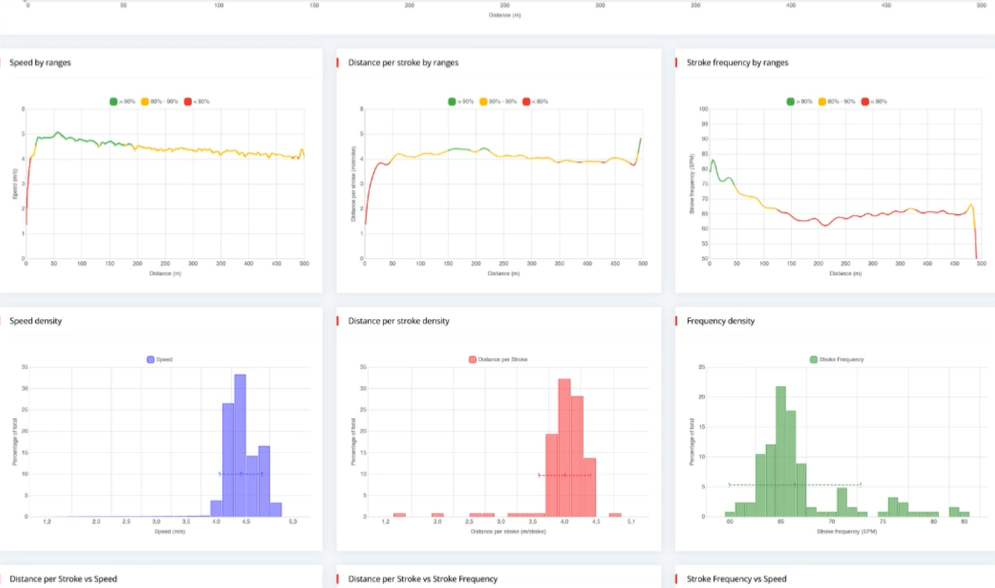 0 50 100 150 200 250 300 350 400 450 500
Distance (m)
Speed by ranges
> 90% 80% - 90% < 80%
6
5
4
3
2
1
0
Speed (m/s)
0 50 100 150 200 250 300 350 400 450 500
Distance (m)
Distance per stroke by ranges
> 90% 80% - 90% < 80%
6
5
4
3
2
1
0
Distance per stroke (m/stroke)
0 50 100 150 200 250 300 350 400 450 500
Distance (m)
Stroke frequency by ranges
> 90% 80% - 90% < 80%
100
95
90
85
80
75
70
65
60
55
50
Stroke frequency (SPM)
0 50 100 150 200 250 300 350 400 450 500
Distance (m)
Speed density
Speed
35
30
25
20
15
10
5
0
Percentage of total
1,2 2,0 2,5 3,0 3,5 4,0 4,5 5,3
Speed (m/s)
Distance per stroke density
Distance per Stroke
35
30
25
20
15
10
5
0
Percentage of total
1,2 2,0 2,5 3,0 3,5 4,0 4,5 5,1
Distance per stroke (m/stroke)
Frequency density
Stroke Frequency
25
20
15
10
5
0
Percentage of total
60 65 70 75 80 83
Stroke frequency (SPM)
Distance per Stroke vs Speed
Distance per Stroke vs Stroke Frequency
Stroke Frequency vs Speed